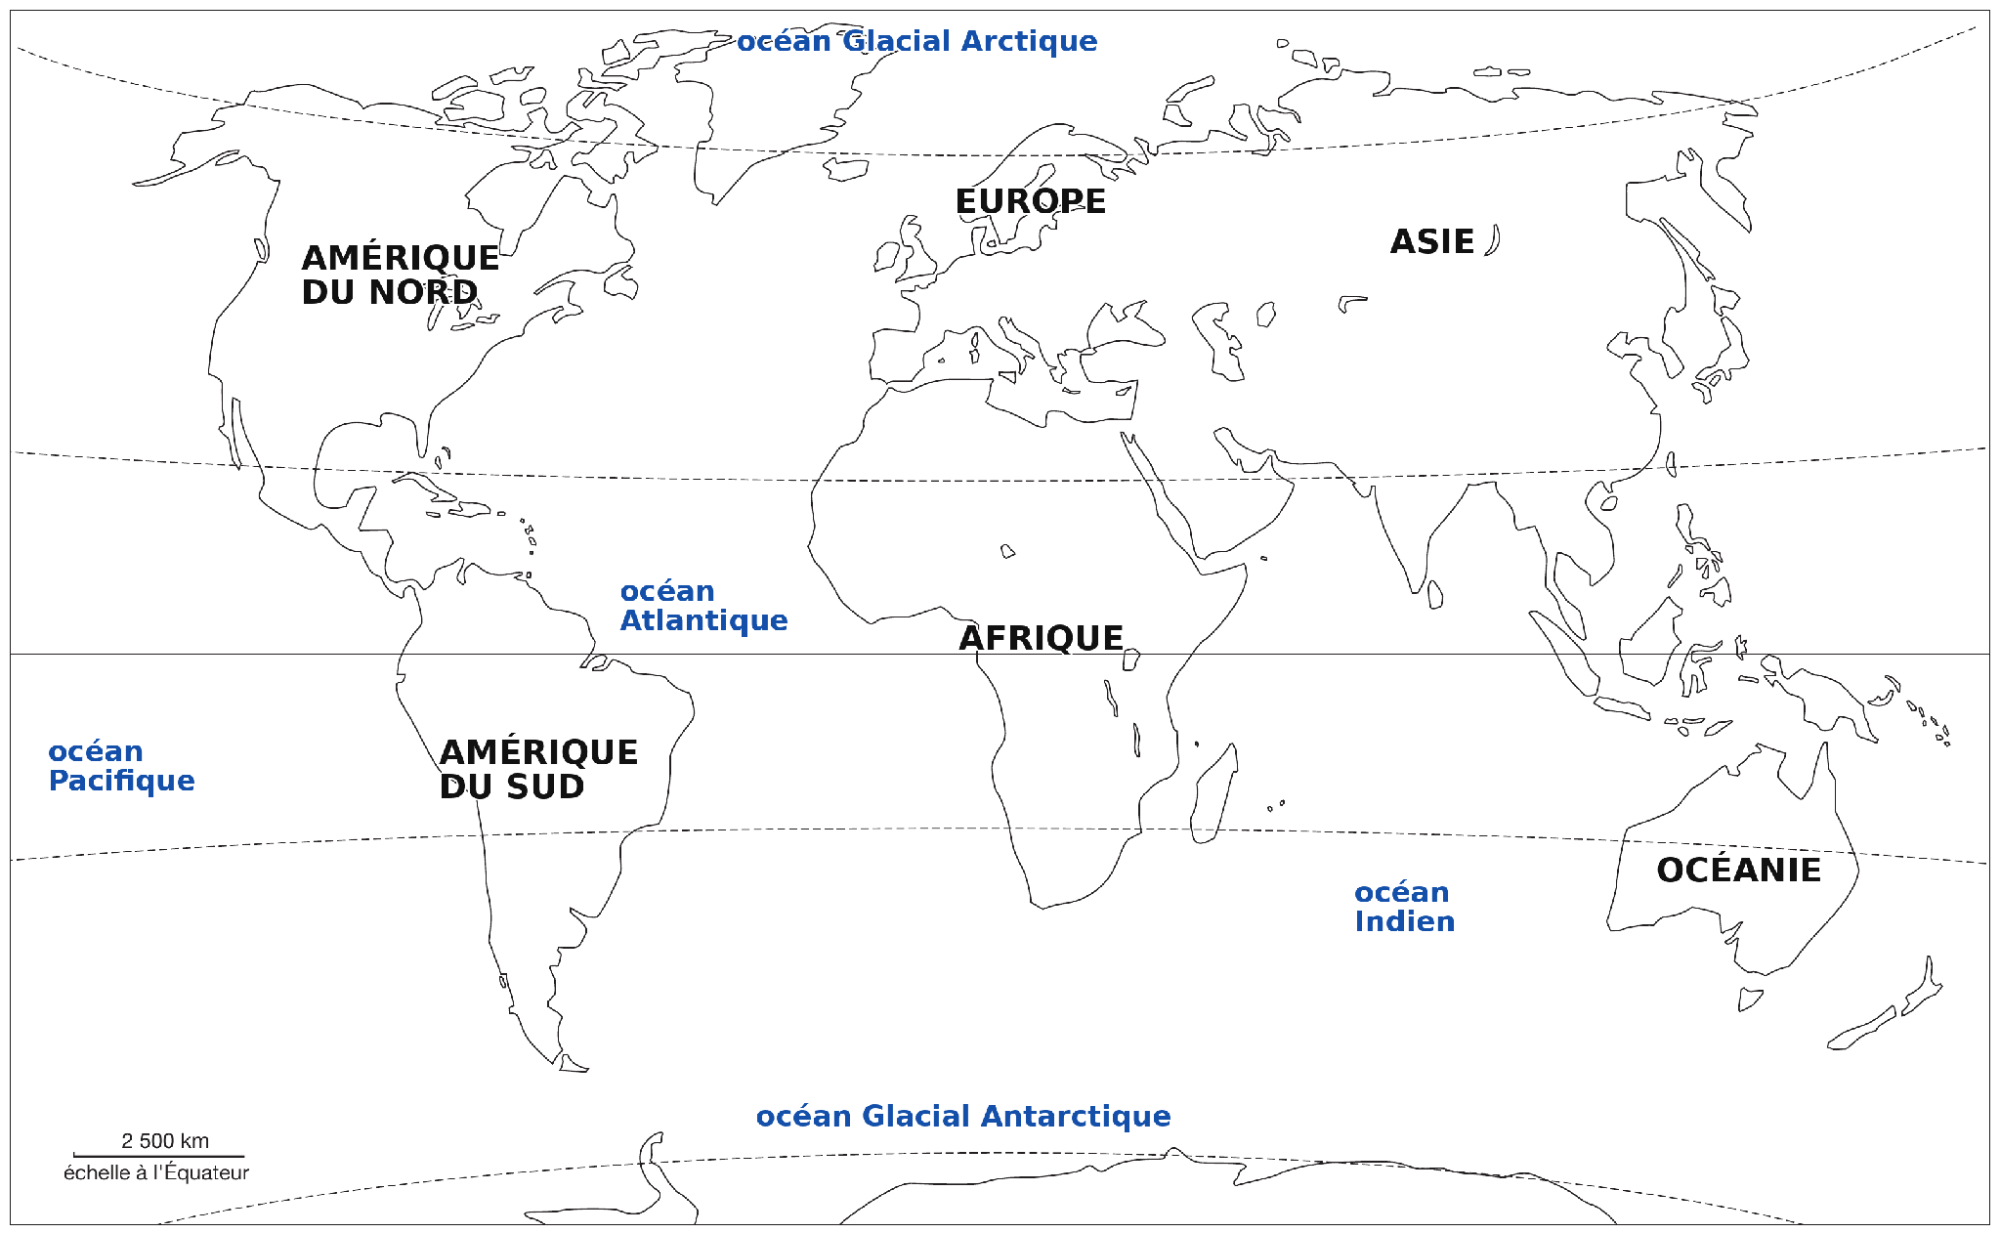 océan Glacial Arctique
EUROPE
ASIE
AMÉRIQUE
DU NORD
océan
Atlantique
AFRIQUE
océan
Pacifique
AMÉRIQUE
DU SUD
OCÉANIE
océan
Indien
océan Glacial Antarctique
2 500 km
échelle à l'Équateur